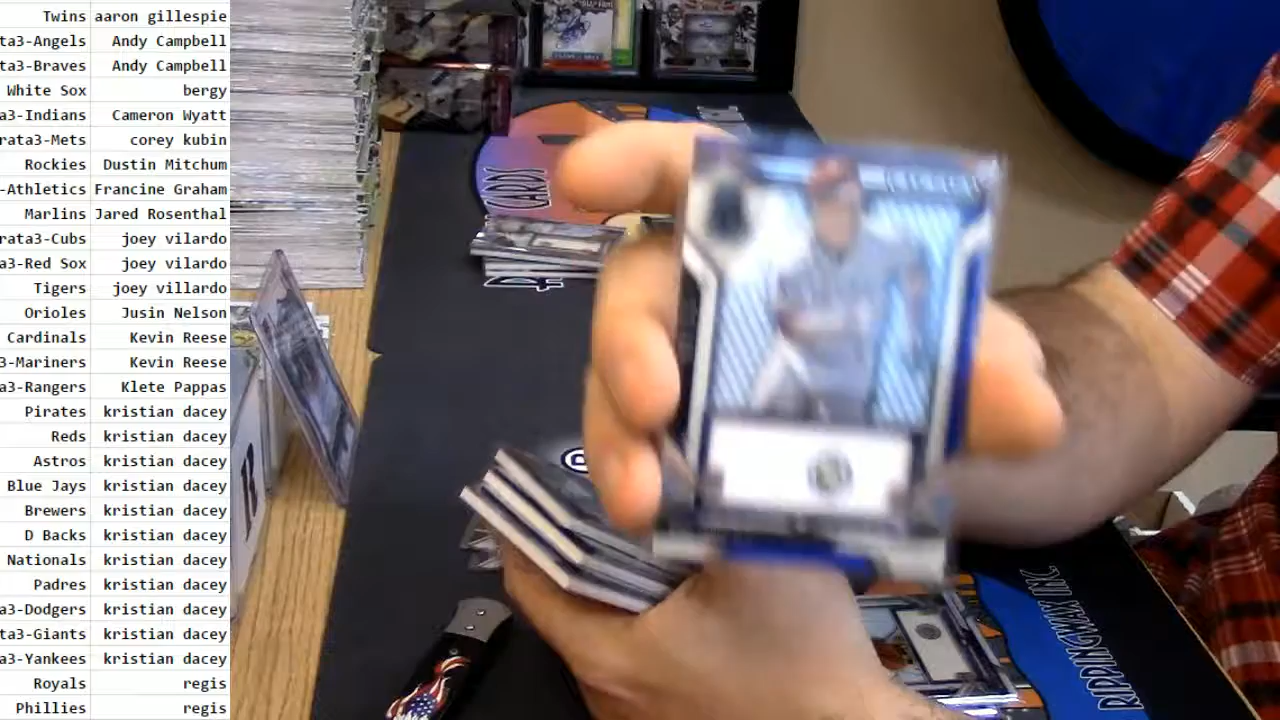 Twins aaron gillespie
ta3-Angels Andy Campbell
ta3-Braves Andy Campbell
White Sox bergy
a3-Indians Cameron Wyatt
rata3-Mets corey kubin
Rockies Dustin Mitchum
-Athletics Francine Graham
Marlins Jared Rosenthal
rata3-Cubs joey vilardo
a3-Red Sox joey vilardo
Tigers joey villardo
Orioles Jusin Nelson
Cardinals Kevin Reese
3-Mariners Kevin Reese
a3-Rangers Klete Pappas
Pirates kristian dacey
Reds kristian dacey
Astros kristian dacey
Blue Jays kristian dacey
Brewers kristian dacey
D Backs kristian dacey
Nationals kristian dacey
Padres kristian dacey
ta3-Dodgers kristian dacey
ta3-Giants kristian dacey
a3-Yankees kristian dacey
Royals regis
Phillies regis
CARDS
RIPPINGWAX INC.